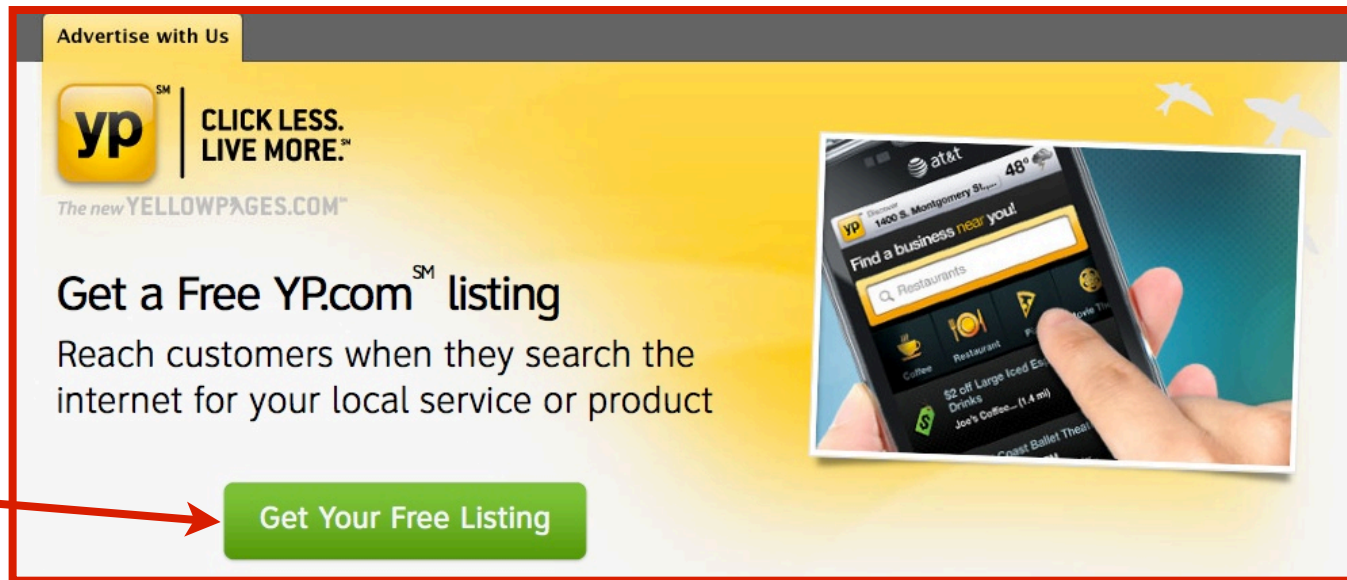 Advertise with Us
yp SM
CLICK LESS.
LIVE MORE.℠
The new YELLOWPAGES.COM℠
Get a Free YP.com℠ listing
Reach customers when they search the
internet for your local service or product
Get Your Free Listing
at&t
48°
yp Discover
1400 S. Montgomery St.,...
Find a business near you!
Restaurants
Coffee
Restaurant
$2 off Large Iced
Drinks
Joe's Coffee... (1.4 mi)
Coast Ballet